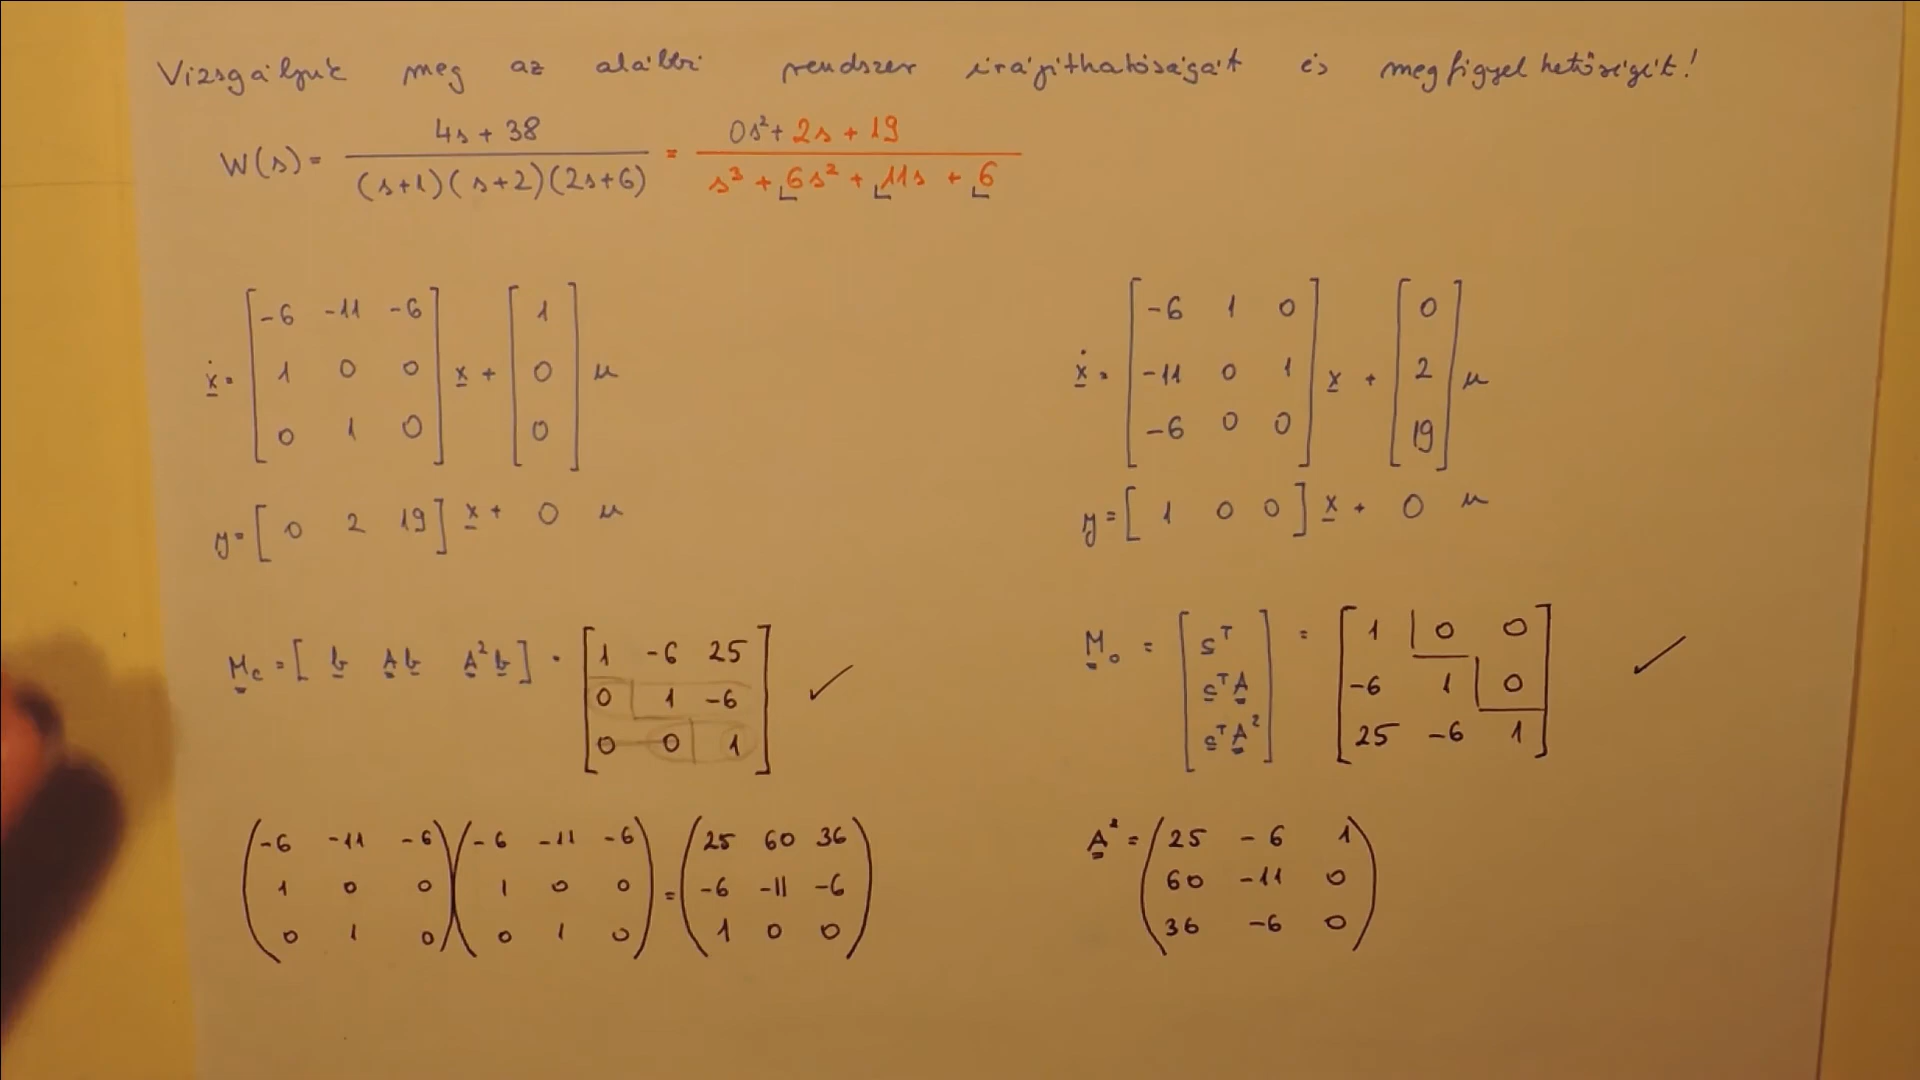 Vizsgáljuk meg az alábbi rendszer irányíthatóságát és megfigyelhetőségét!
W(s) = (4s + 38) / ((s+1)(s+2)(2s+6)) = (0s² + 2s + 19) / (s³ + 6s² + 11s + 6)
ẋ = [-6 -11 -6; 1 0 0; 0 1 0] x + [1; 0; 0] u
y = [0 2 19] x + 0 u
M_c = [b Ab A²b] = [1 -6 25; 0 1 -6; 0 0 1] ✓
(-6 -11 -6; 1 0 0; 0 1 0)(-6 -11 -6; 1 0 0; 0 1 0) = (25 60 36; -6 -11 -6; 1 0 0)
ẋ = [-6 1 0; -11 0 1; -6 0 0] x + [0; 2; 19] u
y = [1 0 0] x + 0 u
M_o = [c^T; c^T A; c^T A²] = [1 0 0; -6 1 0; 25 -6 1] ✓
A² = (25 -6 1; 60 -11 0; 36 -6 0)